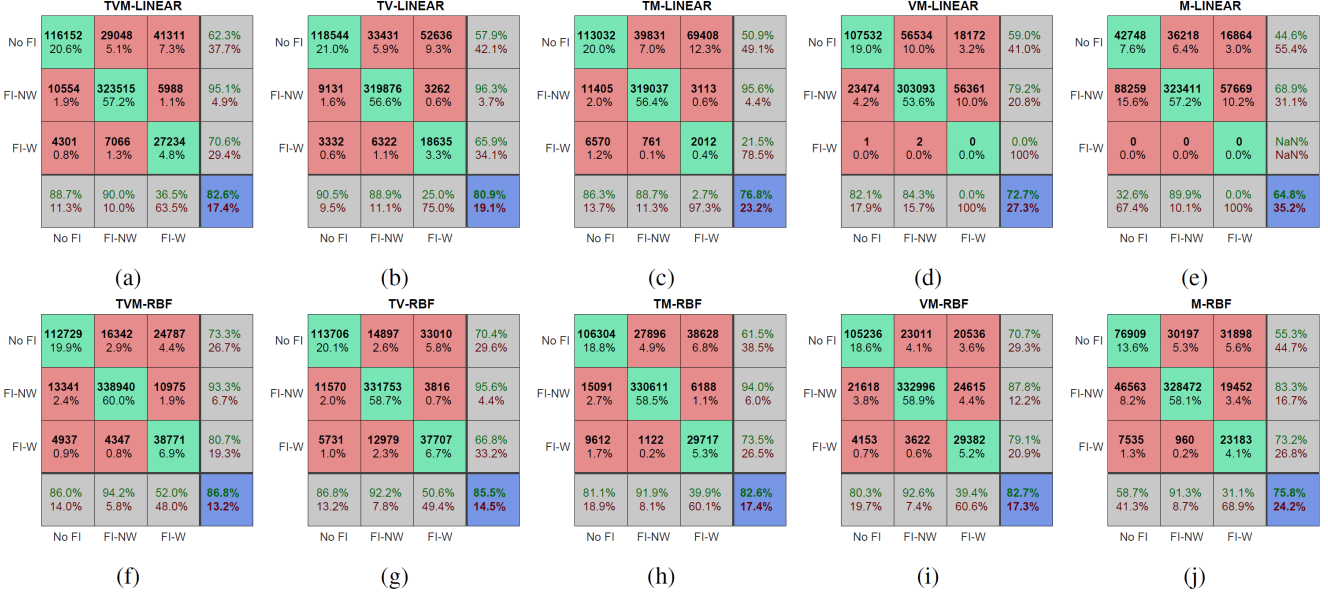 TVM-LINEAR
No FI 116152 29048 41311 62.3%
20.6% 5.1% 7.3% 37.7%
FI-NW 10554 323515 5988 95.1%
1.9% 57.2% 1.1% 4.9%
FI-W 4301 7066 27234 70.6%
0.8% 1.3% 4.8% 29.4%
88.7% 90.0% 36.5% 82.6%
11.3% 10.0% 63.5% 17.4%
No FI FI-NW FI-W
(a)
TV-LINEAR
No FI 118544 33431 52636 57.9%
21.0% 5.9% 9.3% 42.1%
FI-NW 9131 319876 3262 96.3%
1.6% 56.6% 0.6% 3.7%
FI-W 3332 6322 18635 65.9%
0.6% 1.1% 3.3% 34.1%
90.5% 88.9% 25.0% 80.9%
9.5% 11.1% 75.0% 19.1%
No FI FI-NW FI-W
(b)
TM-LINEAR
No FI 113032 39831 69408 50.9%
20.0% 7.0% 12.3% 49.1%
FI-NW 11405 319037 3113 95.6%
2.0% 56.4% 0.6% 4.4%
FI-W 6570 761 2012 21.5%
1.2% 0.1% 0.4% 78.5%
86.3% 88.7% 2.7% 76.8%
13.7% 11.3% 97.3% 23.2%
No FI FI-NW FI-W
(c)
VM-LINEAR
No FI 107532 56534 18172 59.0%
19.0% 10.0% 3.2% 41.0%
FI-NW 23474 303093 56361 79.2%
4.2% 53.6% 10.0% 20.8%
FI-W 1 2 0 0.0%
0.0% 0.0% 0.0% 100%
82.1% 84.3% 0.0% 72.7%
17.9% 15.7% 100% 27.3%
No FI FI-NW FI-W
(d)
M-LINEAR
No FI 42748 36218 16864 44.6%
7.6% 6.4% 3.0% 55.4%
FI-NW 88259 323411 57669 68.9%
15.6% 57.2% 10.2% 31.1%
FI-W 0 0 0 NaN%
0.0% 0.0% 0.0% NaN%
32.6% 89.9% 0.0% 64.8%
67.4% 10.1% 100% 35.2%
No FI FI-NW FI-W
(e)
TVM-RBF
No FI 112729 16342 24787 73.3%
19.9% 2.9% 4.4% 26.7%
FI-NW 13341 338940 10975 93.3%
2.4% 60.0% 1.9% 6.7%
FI-W 4937 4347 38771 80.7%
0.9% 0.8% 6.9% 19.3%
86.0% 94.2% 52.0% 86.8%
14.0% 5.8% 48.0% 13.2%
No FI FI-NW FI-W
(f)
TV-RBF
No FI 113706 14897 33010 70.4%
20.1% 2.6% 5.8% 29.6%
FI-NW 11570 331753 3816 95.6%
2.0% 58.7% 0.7% 4.4%
FI-W 5731 12979 37707 66.8%
1.0% 2.3% 6.7% 33.2%
86.8% 92.2% 50.6% 85.5%
13.2% 7.8% 49.4% 14.5%
No FI FI-NW FI-W
(g)
TM-RBF
No FI 106304 27896 38628 61.5%
18.8% 4.9% 6.8% 38.5%
FI-NW 15091 330611 6188 94.0%
2.7% 58.5% 1.1% 6.0%
FI-W 9612 1122 29717 73.5%
1.7% 0.2% 5.3% 26.5%
81.1% 91.9% 39.9% 82.6%
18.9% 8.1% 60.1% 17.4%
No FI FI-NW FI-W
(h)
VM-RBF
No FI 105236 23011 20536 70.7%
18.6% 4.1% 3.6% 29.3%
FI-NW 21618 332996 24615 87.8%
3.8% 58.9% 4.4% 12.2%
FI-W 4153 3622 29382 79.1%
0.7% 0.6% 5.2% 20.9%
80.3% 92.6% 39.4% 82.7%
19.7% 7.4% 60.6% 17.3%
No FI FI-NW FI-W
(i)
M-RBF
No FI 76909 30197 31898 55.3%
13.6% 5.3% 5.6% 44.7%
FI-NW 46563 328472 19452 83.3%
8.2% 58.1% 3.4% 16.7%
FI-W 7535 960 23183 73.2%
1.3% 0.2% 4.1% 26.8%
58.7% 91.3% 31.1% 75.8%
41.3% 8.7% 68.9% 24.2%
No FI FI-NW FI-W
(j)